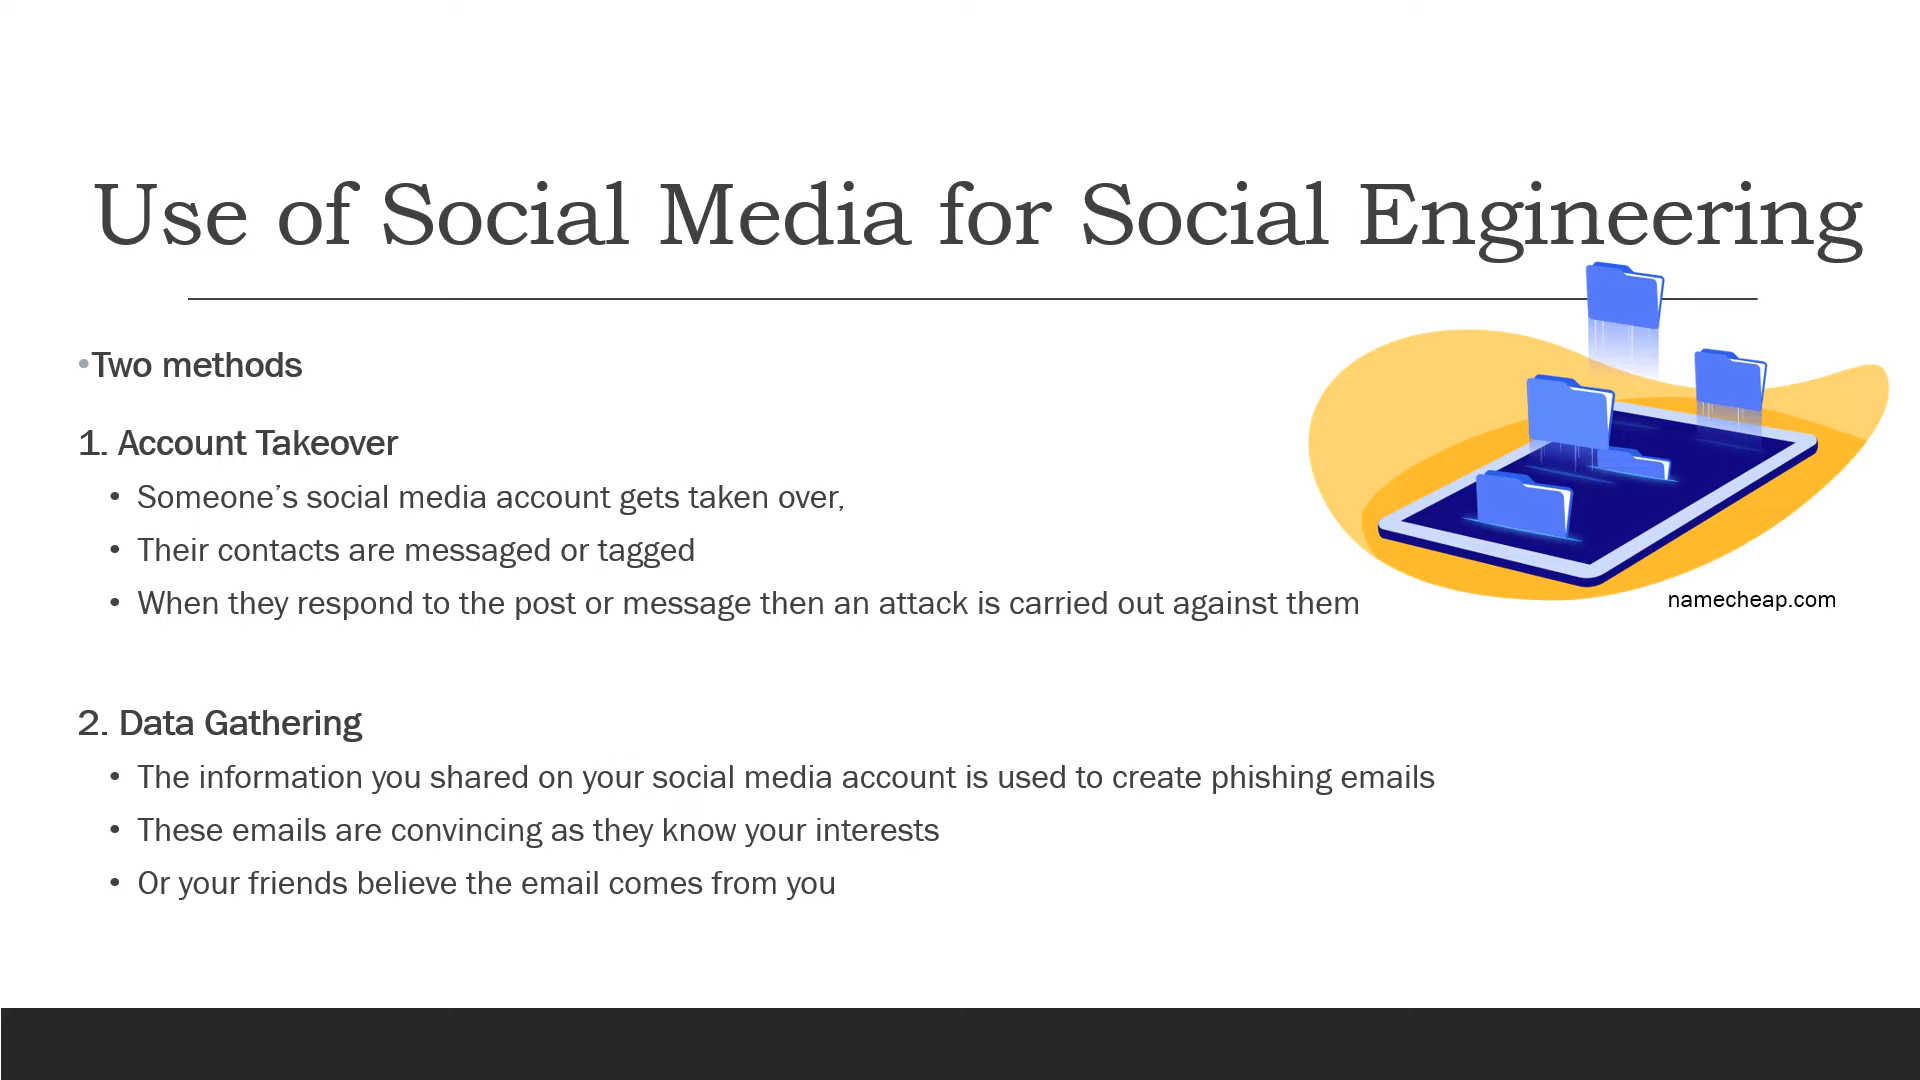 Use of Social Media for Social Engineering
•Two methods
1. Account Takeover
• Someone’s social media account gets taken over,
• Their contacts are messaged or tagged
• When they respond to the post or message then an attack is carried out against them
namecheap.com
2. Data Gathering
• The information you shared on your social media account is used to create phishing emails
• These emails are convincing as they know your interests
• Or your friends believe the email comes from you